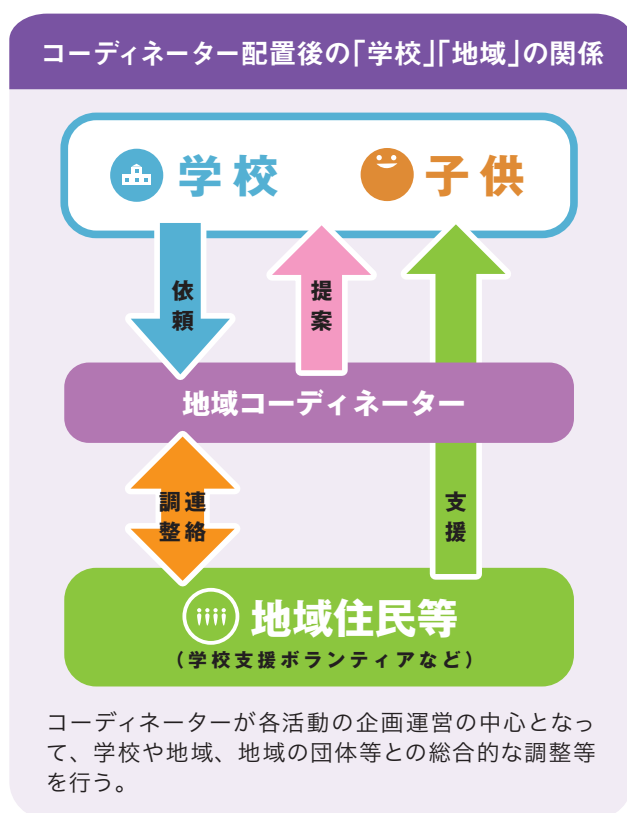 コーディネーター配置後の「学校」「地域」の関係
学校
子供
依頼
提案
地域コーディネーター
連絡
調整
支援
地域住民等
（学校支援ボランティアなど）
コーディネーターが各活動の企画運営の中心となっ
て、学校や地域、地域の団体等との総合的な調整等
を行う。